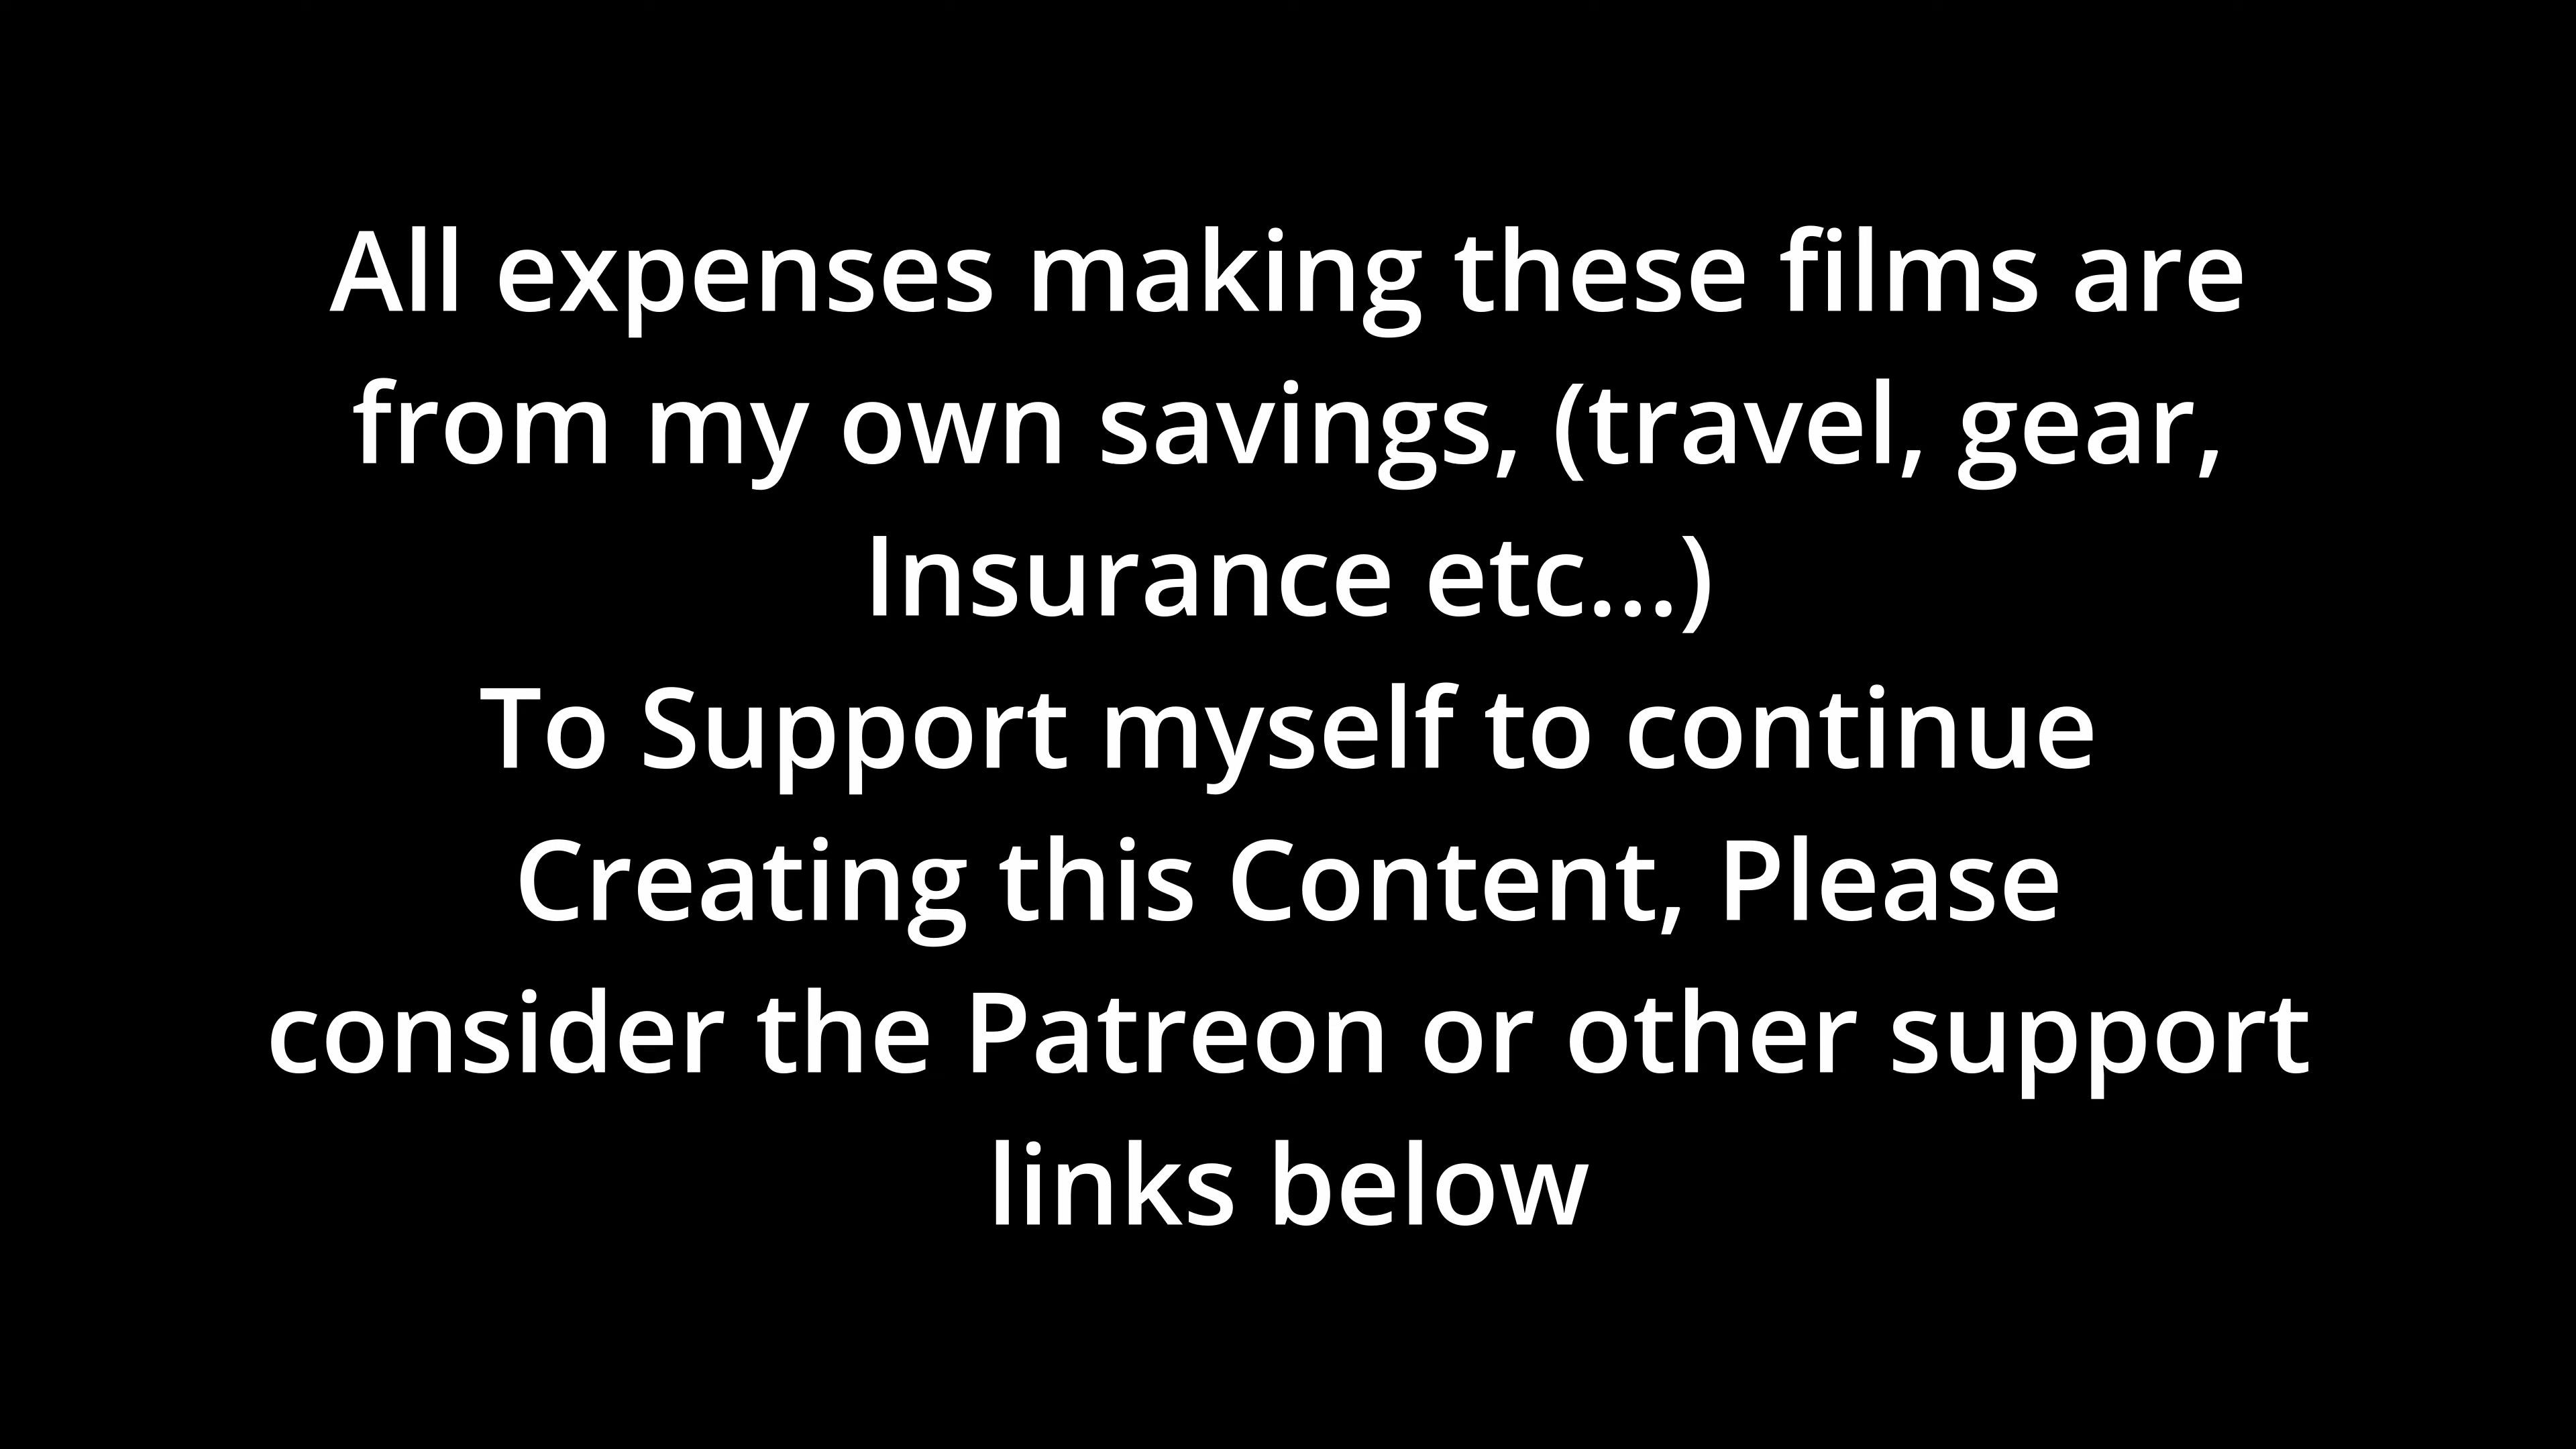 All expenses making these films are
from my own savings, (travel, gear,
Insurance etc...)
To Support myself to continue
Creating this Content, Please
consider the Patreon or other support
links below